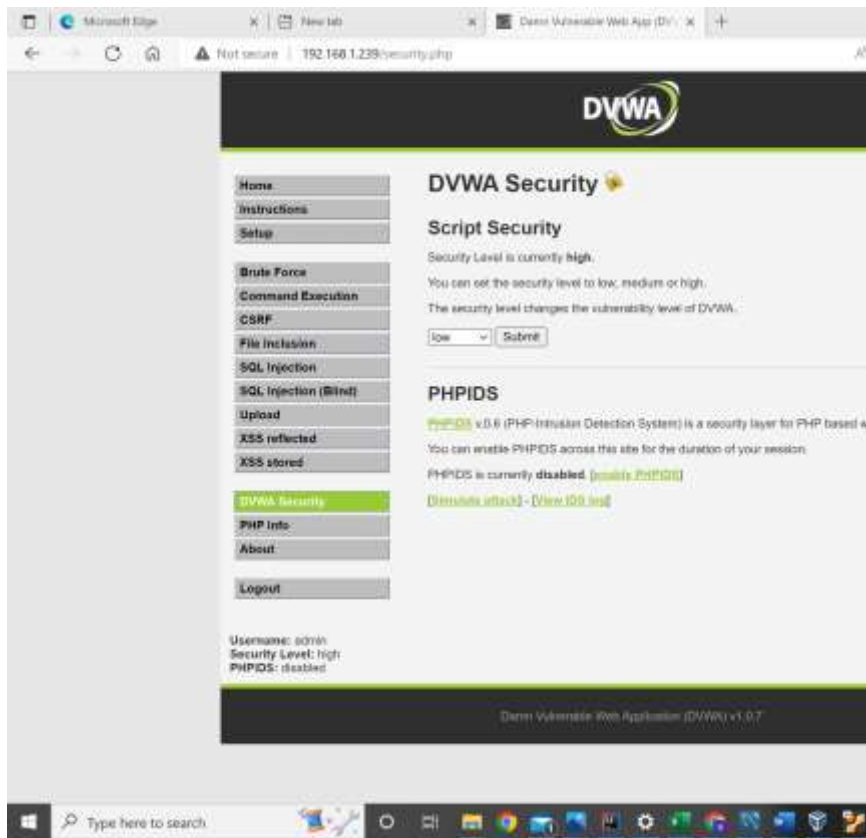 Microsoft Edge
New tab
Damn Vulnerable Web App (DV
Not secure
192.168.1.239/security.php
DVWA
Home
Instructions
Setup
Brute Force
Command Execution
CSRF
File Inclusion
SQL Injection
SQL Injection (Blind)
Upload
XSS reflected
XSS stored
DVWA Security
PHP Info
About
Logout
Username: admin
Security Level: high
PHPIDS: disabled
DVWA Security
Script Security
Security Level is currently high.
You can set the security level to low, medium or high.
The security level changes the vulnerability level of DVWA.
low Submit
PHPIDS
PHPIDS v.0.6 (PHP-Intrusion Detection System) is a security layer for PHP based w
You can enable PHPIDS across this site for the duration of your session.
PHPIDS is currently disabled. [enable PHPIDS]
[Simulate attack] - [View IDS log]
Damn Vulnerable Web Application (DVWA) v1.0.7
Type here to search